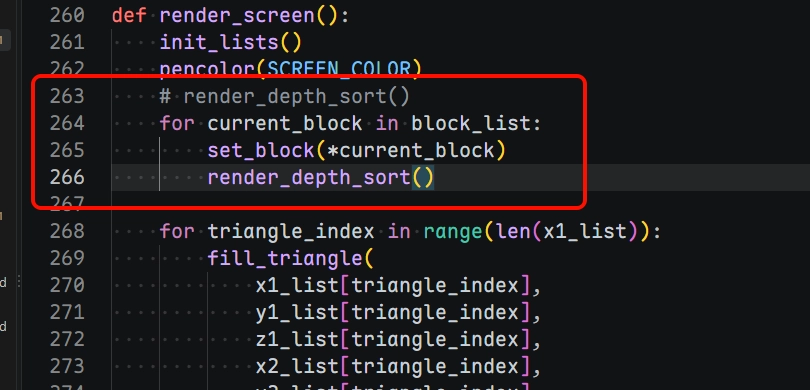 260 def render_screen():
261     init_lists()
262     pencolor(SCREEN_COLOR)
263     # render_depth_sort()
264     for current_block in block_list:
265         set_block(*current_block)
266         render_depth_sort()
267
268     for triangle_index in range(len(x1_list)):
269         fill_triangle(
270             x1_list[triangle_index],
271             y1_list[triangle_index],
272             z1_list[triangle_index],
273             x2_list[triangle_index],